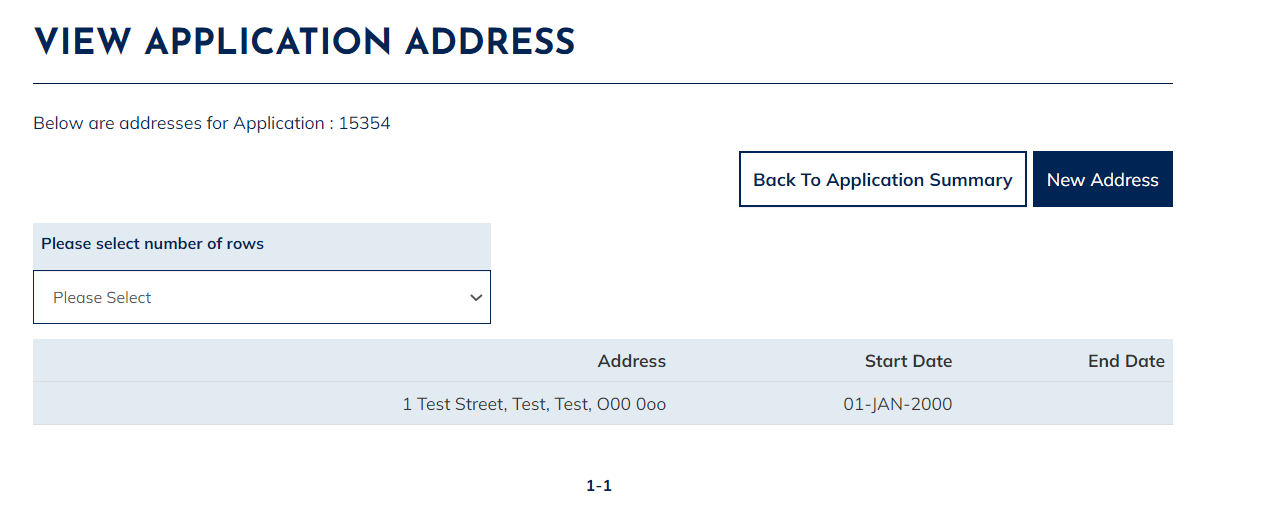 VIEW APPLICATION ADDRESS
Below are addresses for Application : 15354
Back To Application Summary New Address
Please select number of rows
Please Select
Address Start Date End Date
1 Test Street, Test, Test, O00 0oo 01-JAN-2000
1-1